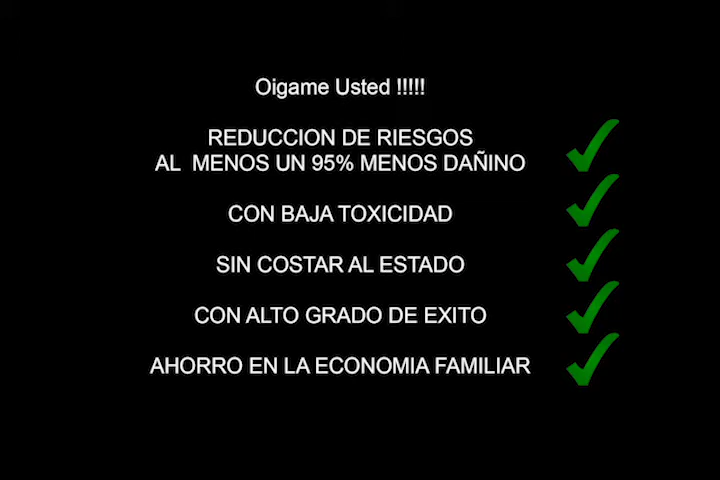 Oigame Usted !!!!!
REDUCCION DE RIESGOS
AL MENOS UN 95% MENOS DAÑINO
CON BAJA TOXICIDAD
SIN COSTAR AL ESTADO
CON ALTO GRADO DE EXITO
AHORRO EN LA ECONOMIA FAMILIAR